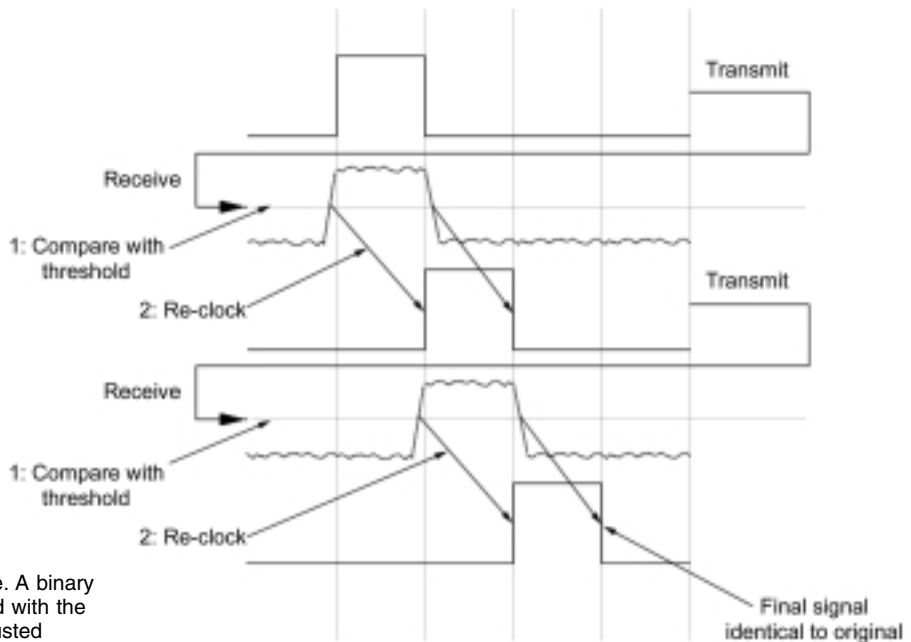 Transmit
Receive
1: Compare with
threshold
2: Re-clock
Transmit
Receive
1: Compare with
threshold
2: Re-clock
e. A binary
d with the
usted
Final signal
identical to original